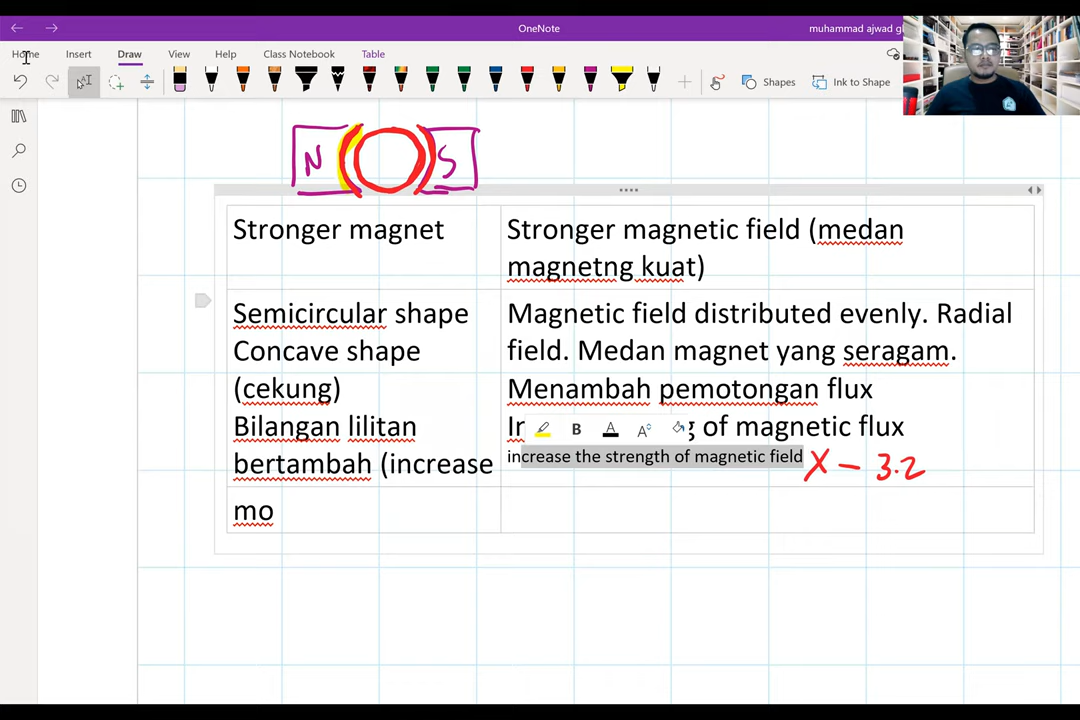 OneNote
muhammad ajwad
Home Insert Draw View Help Class Notebook Table
Shapes Ink to Shape
N S
Stronger magnet
Stronger magnetic field (medan
magnetng kuat)
Semicircular shape
Concave shape
(cekung)
Bilangan lilitan
bertambah (increase
Magnetic field distributed evenly. Radial
field. Medan magnet yang seragam.
Menambah pemotongan flux
of magnetic flux
increase the strength of magnetic field X – 3.2
mo
B A A